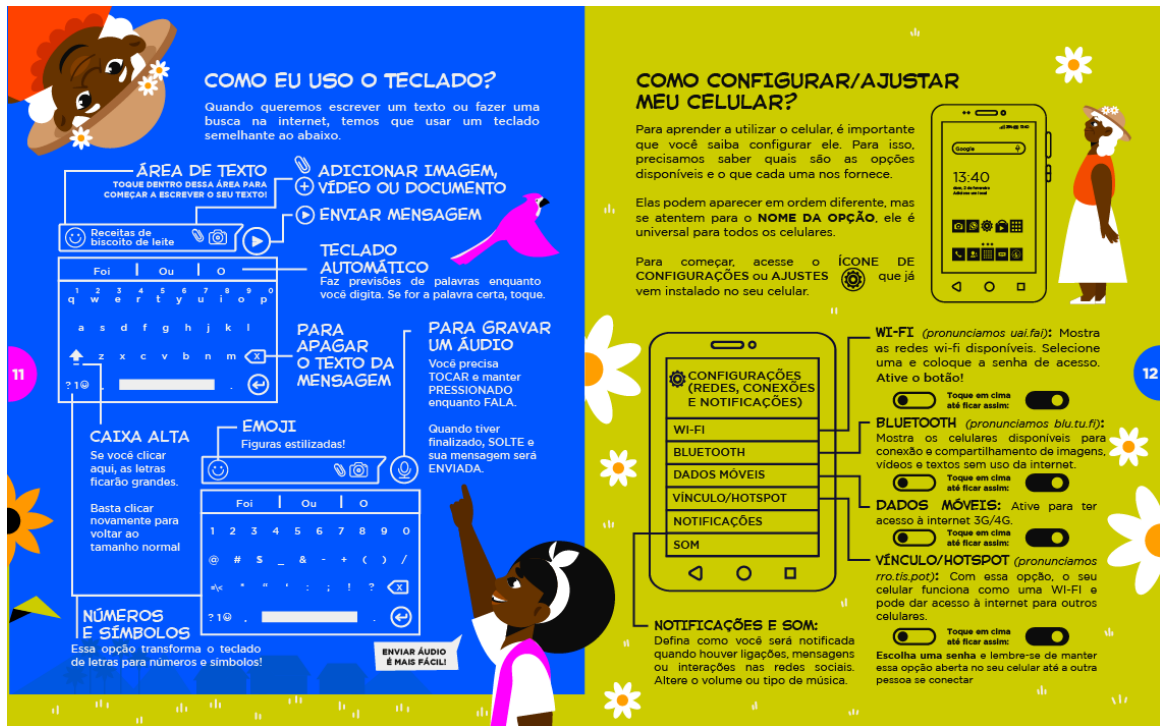 COMO EU USO O TECLADO?
Quando queremos escrever um texto ou fazer uma
busca na internet, temos que usar um teclado
semelhante ao abaixo.
ÁREA DE TEXTO
TOQUE DENTRO DESSA ÁREA PARA
COMEÇAR A ESCREVER O SEU TEXTO!
ADICIONAR IMAGEM,
VÍDEO OU DOCUMENTO
ENVIAR MENSAGEM
Receitas de
biscoito de leite
TECLADO
AUTOMÁTICO
Faz previsões de palavras enquanto
você digita. Se for a palavra certa, toque.
Foi | Ou | O
1 2 3 4 5 6 7 8 9 0
q w e r t y u i o p
a s d f g h j k l
z x c v b n m
?1☺ , .
PARA
APAGAR
O TEXTO DA
MENSAGEM
PARA GRAVAR
UM ÁUDIO
Você precisa
TOCAR e manter
PRESSIONADO
enquanto FALA.
Quando tiver
finalizado, SOLTE e
sua mensagem será
ENVIADA.
11
CAIXA ALTA
Se você clicar
aqui, as letras
ficarão grandes.
Basta clicar
novamente para
voltar ao
tamanho normal
EMOJI
Figuras estilizadas!
Foi | Ou | O
1 2 3 4 5 6 7 8 9 0
@ # $ _ & - + ( ) /
=\< * " ' : ; ! ?
?1☺ , .
NÚMEROS
E SÍMBOLOS
Essa opção transforma o teclado
de letras para números e símbolos!
ENVIAR ÁUDIO
É MAIS FÁCIL!
COMO CONFIGURAR/AJUSTAR
MEU CELULAR?
Para aprender a utilizar o celular, é importante
que você saiba configurar ele. Para isso,
precisamos saber quais são as opções
disponíveis e o que cada uma nos fornece.
Elas podem aparecer em ordem diferente, mas
se atentem para o NOME DA OPÇÃO, ele é
universal para todos os celulares.
Para começar, acesse o ÍCONE DE
CONFIGURAÇÕES ou AJUSTES que já
vem instalado no seu celular.
Google
13:40
CONFIGURAÇÕES
(REDES, CONEXÕES
E NOTIFICAÇÕES)
WI-FI
BLUETOOTH
DADOS MÓVEIS
VÍNCULO/HOTSPOT
NOTIFICAÇÕES
SOM
WI-FI (pronunciamos uai.fai): Mostra
as redes wi-fi disponíveis. Selecione
uma e coloque a senha de acesso.
Ative o botão!
Toque em cima
até ficar assim:
BLUETOOTH (pronunciamos blu.tu.fi):
Mostra os celulares disponíveis para
conexão e compartilhamento de imagens,
vídeos e textos sem uso da internet.
Toque em cima
até ficar assim:
DADOS MÓVEIS: Ative para ter
acesso à internet 3G/4G.
Toque em cima
até ficar assim:
VÍNCULO/HOTSPOT (pronunciamos
rro.tis.pot): Com essa opção, o seu
celular funciona como uma WI-FI e
pode dar acesso à internet para outros
celulares.
Toque em cima
até ficar assim:
Escolha uma senha e lembre-se de manter
essa opção aberta no seu celular até a outra
pessoa se conectar
NOTIFICAÇÕES E SOM:
Defina como você será notificada
quando houver ligações, mensagens
ou interações nas redes sociais.
Altere o volume ou tipo de música.
12